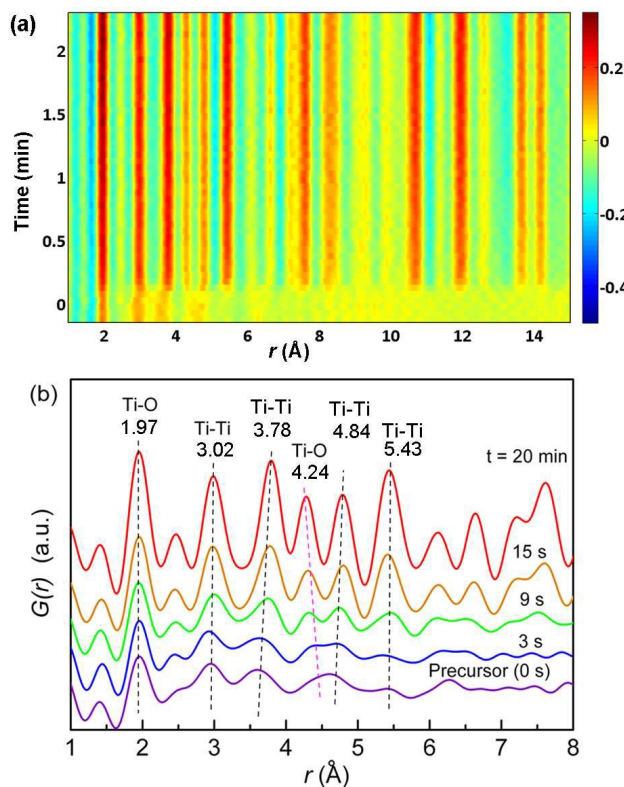 (a)
2
1.5
1
0.5
0
Time (min)
2 4 6 8 10 12 14
r (Å)
0.2
0
-0.2
-0.4
(b)
Ti-O
1.97
Ti-Ti
3.02
Ti-Ti
3.78
Ti-O
4.24
Ti-Ti
4.84
Ti-Ti
5.43
t = 20 min
15 s
9 s
3 s
Precursor (0 s)
G(r) (a.u.)
1 2 3 4 5 6 7 8
r (Å)